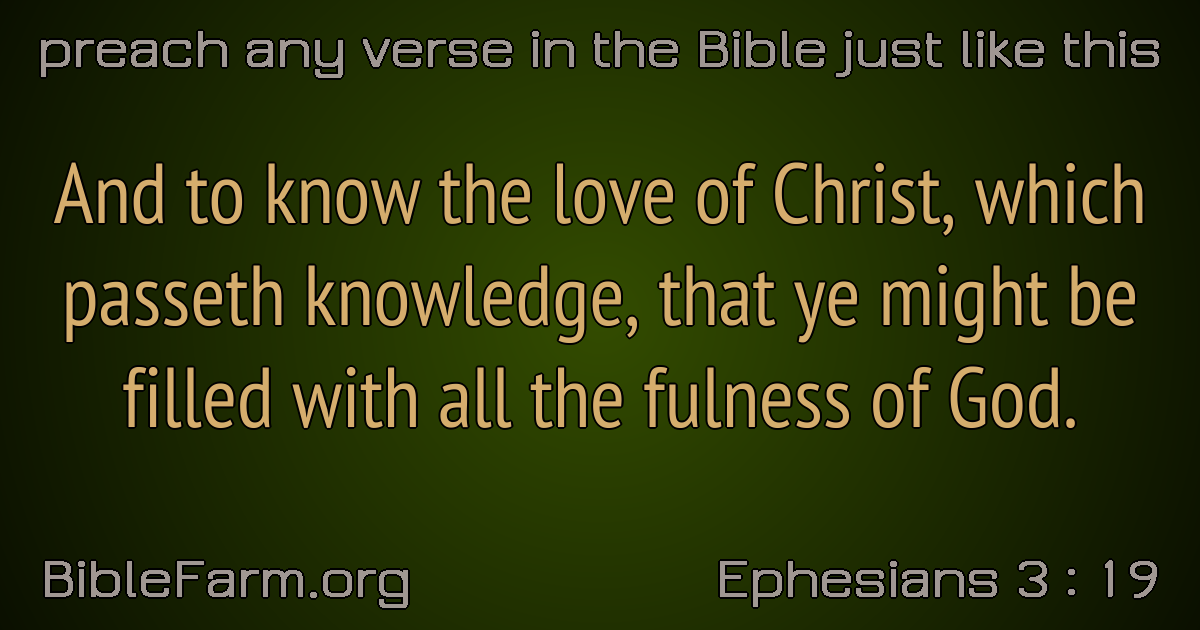 preach any verse in the Bible just like this
And to know the love of Christ, which
passeth knowledge, that ye might be
filled with all the fulness of God.
BibleFarm.org
Ephesians 3 : 19